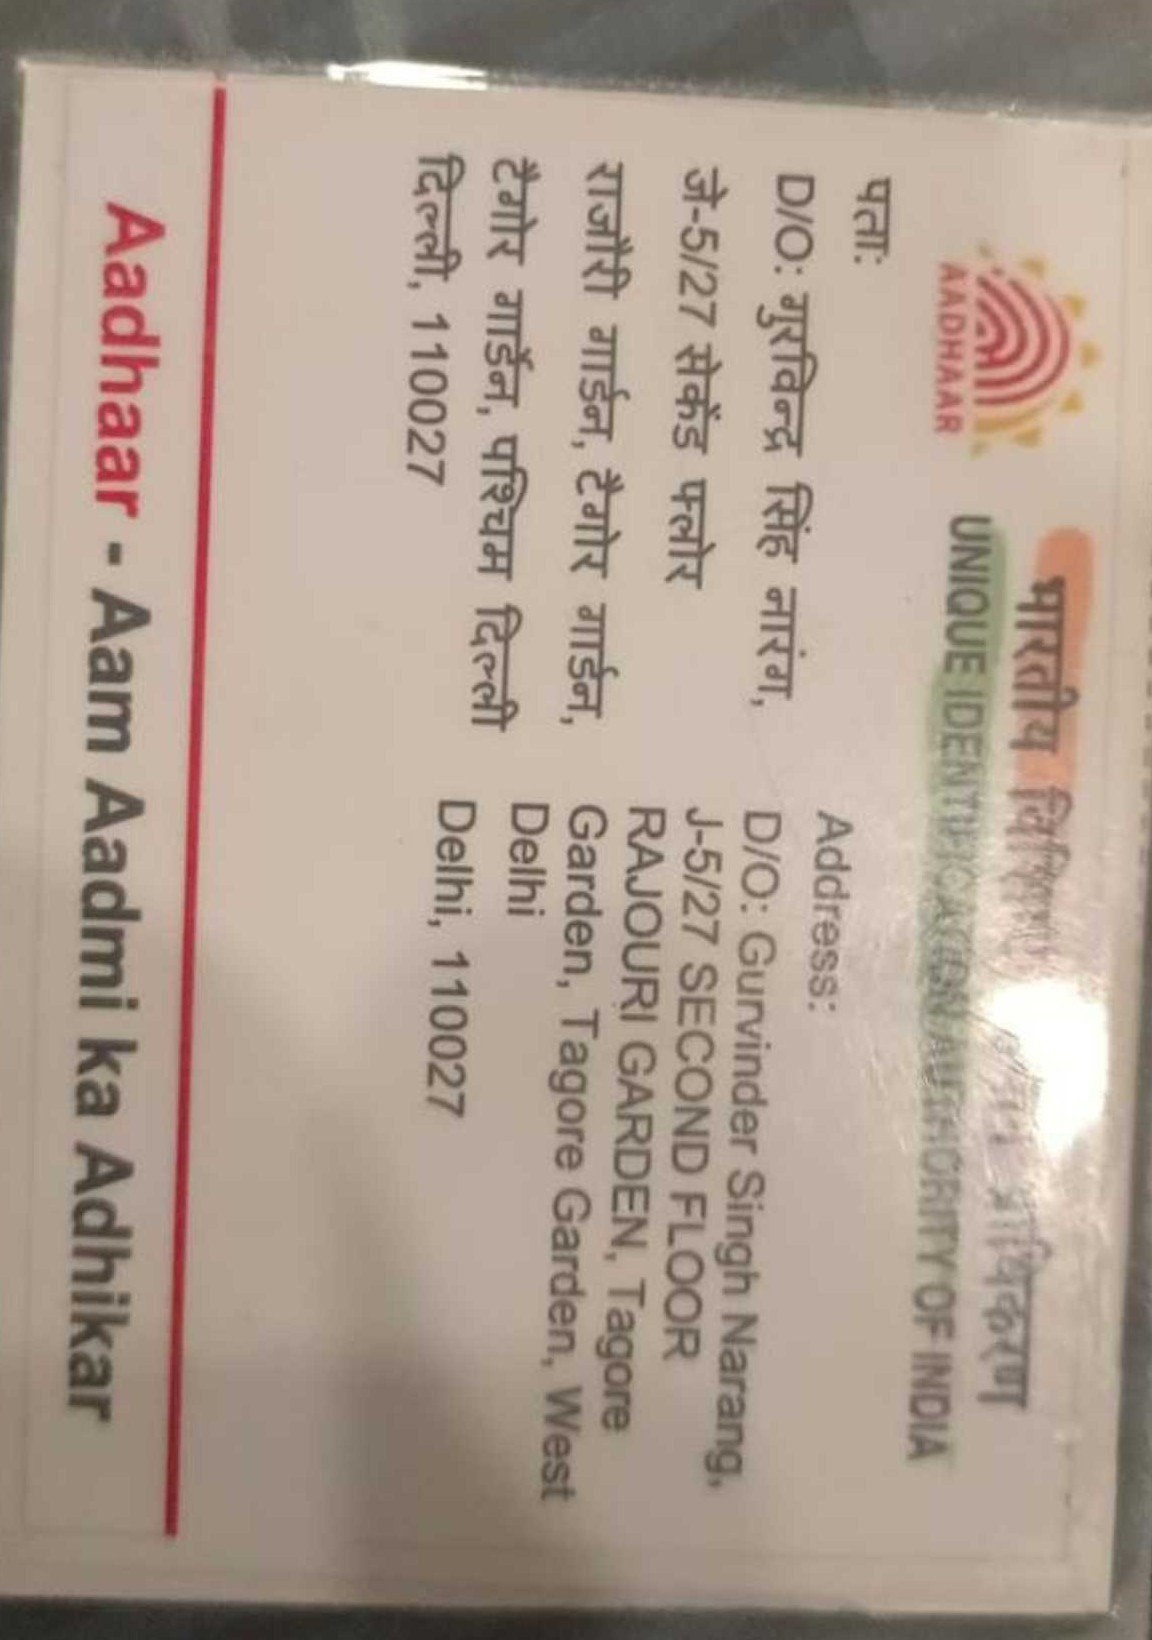 भारतीय विशिष्ट प्राधिकरण
UNIQUE IDENTIFICATION AUTHORITY OF INDIA
AADHAAR
पता:
D/O: गुरविन्द्र सिंह नारंग,
जे-5/27 सेकेंड फ्लोर
राजौरी गार्डन, टैगोर गार्डन,
टैगोर गार्डन, पश्चिम दिल्ली
दिल्ली, 110027
Address:
D/O: Gurvinder Singh Narang,
J-5/27 SECOND FLOOR
RAJOURI GARDEN, Tagore
Garden, Tagore Garden, West
Delhi
Delhi, 110027
Aadhaar - Aam Aadmi ka Adhikar